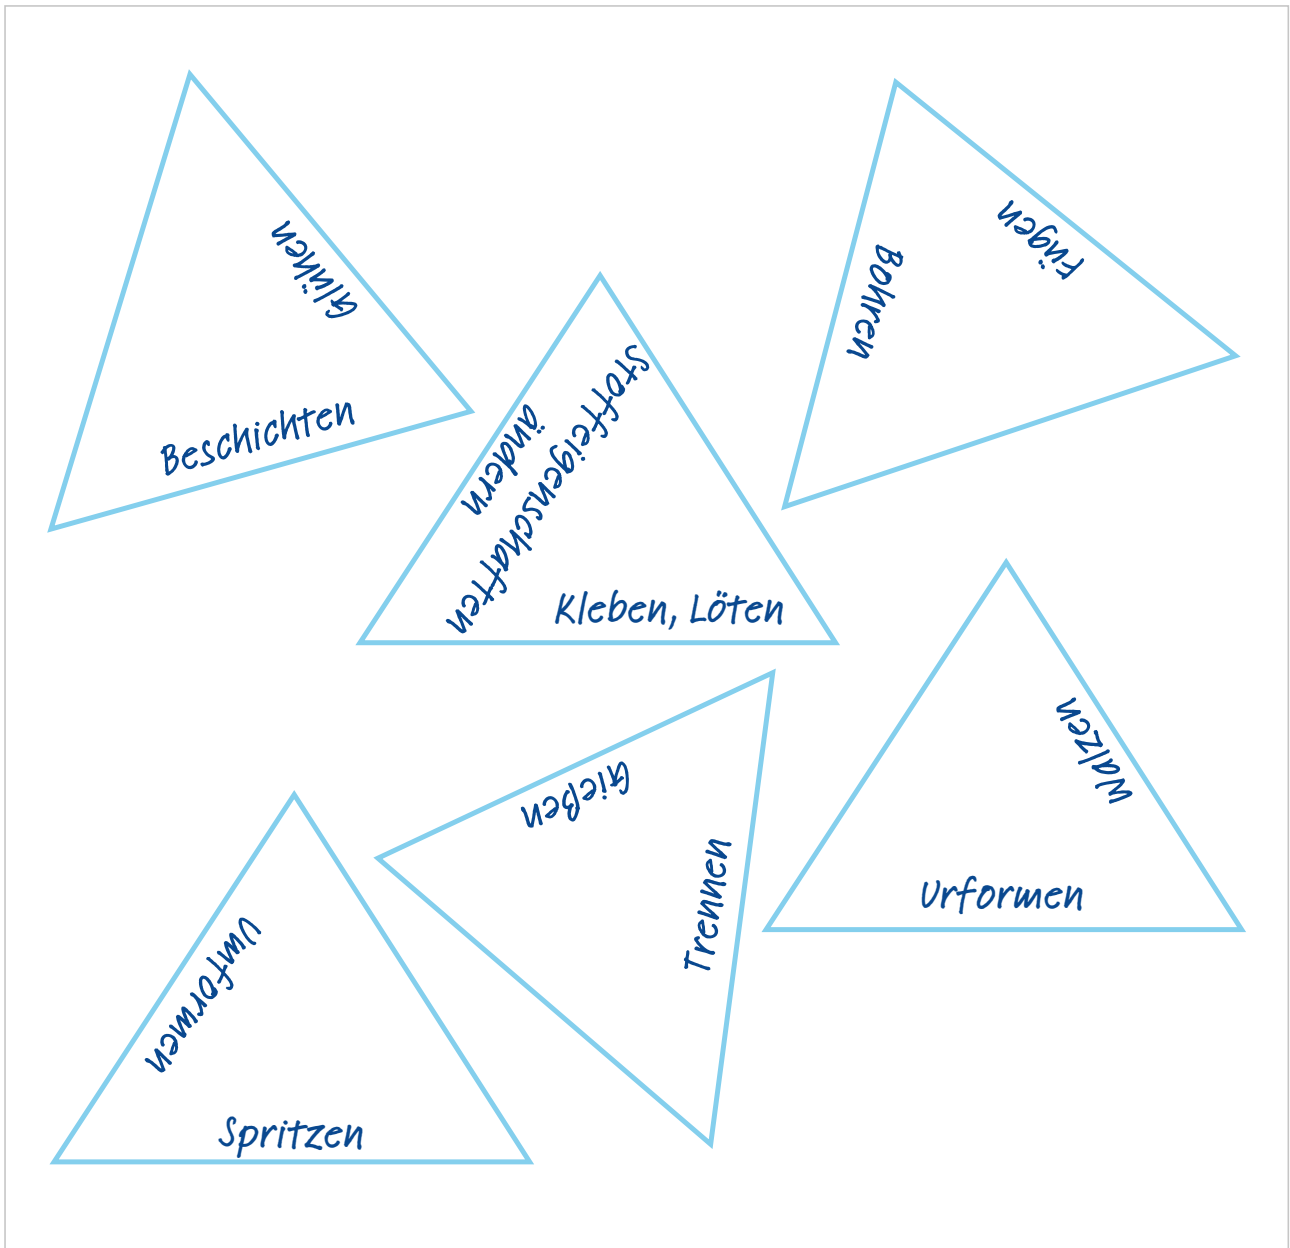 Glühen
Beschichten
Stoffeigenschaften
ändern
Kleben, Löten
Bohren
Fügen
Walzen
Urformen
Gießen
Trennen
Umformen
Spritzen